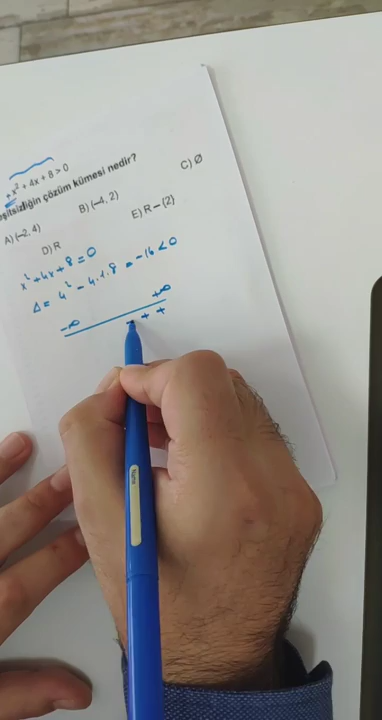 +x² + 4x + 8 > 0
eşitsizliğin çözüm kümesi nedir?
A) (-2, 4) B) (-4, 2) C) Ø
D) R E) R - {2}
x² + 4x + 8 = 0
Δ = 4² - 4.1.8 = -16 < 0
-∞ +∞
+ + +